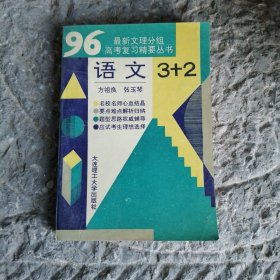 96
最新文理分组
高考复习精要丛书
语文 3+2
方祖良 张玉琴
名校名师心血结晶
要点难点解析归纳
题型思路权威辅导
应试考生理想选择
大连理工大学出版社